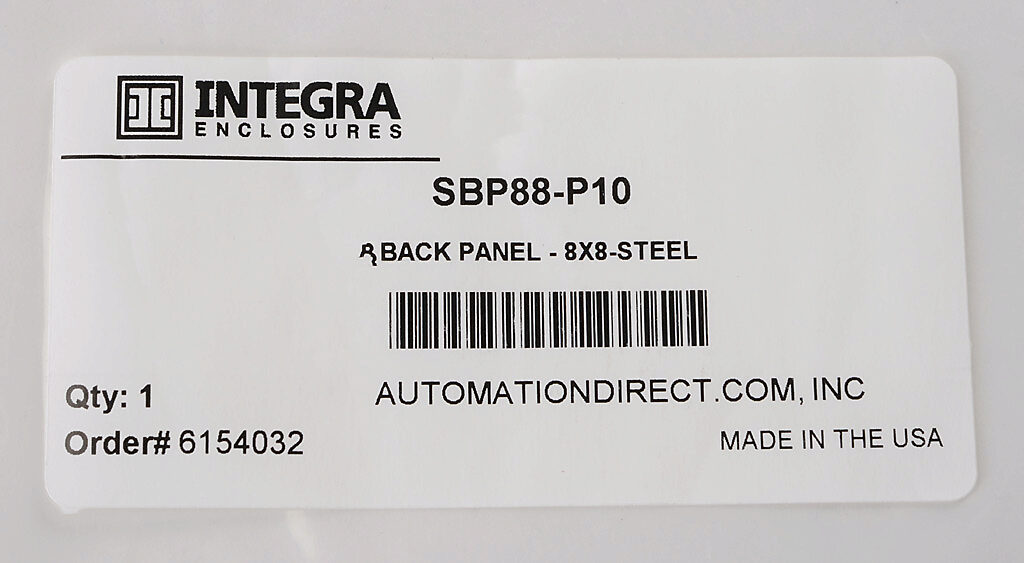 INTEGRA
ENCLOSURES
SBP88-P10
BACK PANEL - 8X8-STEEL
AUTOMATIONDIRECT.COM, INC
Qty: 1
Order# 6154032
MADE IN THE USA